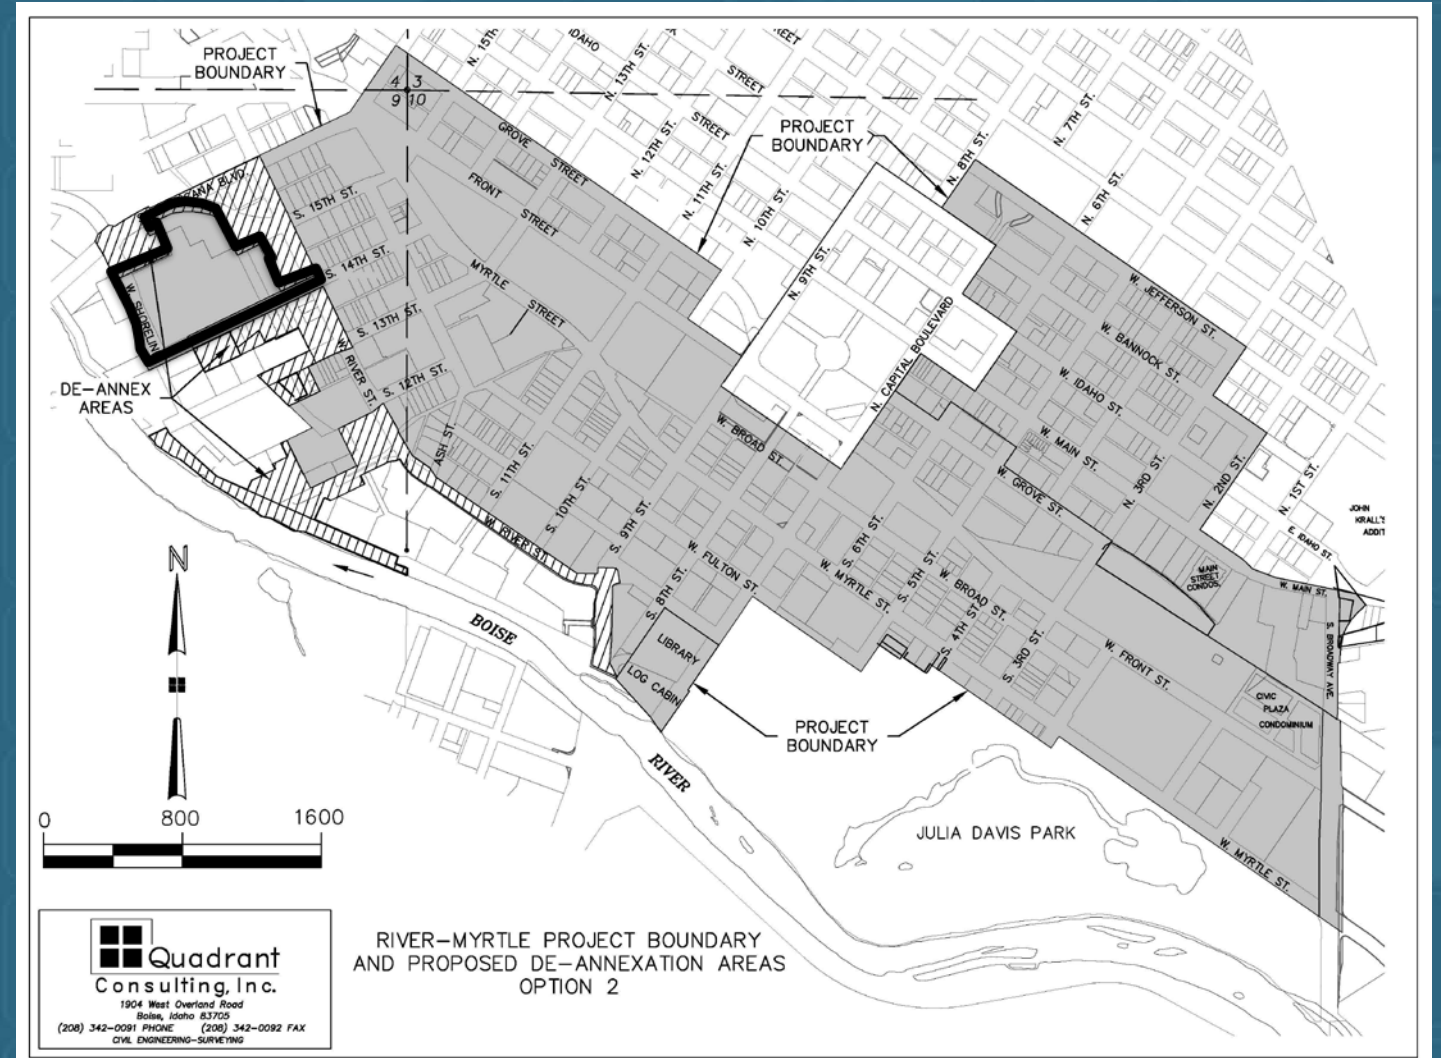 PROJECT
BOUNDARY
4 3
9 10
N. 15TH ST.
IDAHO
STREET
N. 13TH ST.
STREET
STREET
N. 12TH ST.
N. 11TH ST.
N. 10TH ST.
PROJECT
BOUNDARY
N. 8TH ST.
N. 7TH ST.
N. 6TH ST.
GROVE STREET
FRONT STREET
MYRTLE STREET
BLVD.
S. 15TH ST.
S. 14TH ST.
S. 13TH ST.
S. 12TH ST.
W. RIVER ST.
W. SHORELIN
DE-ANNEX
AREAS
N. 9TH ST.
N. CAPITAL BOULEVARD
W. JEFFERSON ST.
W. BANNOCK ST.
W. IDAHO ST.
W. MAIN ST.
W. GROVE ST.
N. 3RD ST.
N. 2ND ST.
N. 1ST ST.
E. IDAHO ST.
JOHN
KRALL'S
ADDIT
W. BROAD ST.
ASH ST.
S. 11TH ST.
S. 10TH ST.
S. 9TH ST.
S. 8TH ST.
W. RIVER ST.
W. FULTON ST.
W. MYRTLE ST.
S. 6TH ST.
S. 5TH ST.
W. BROAD ST.
S. 4TH ST.
S. 3RD ST.
MAIN
STREET
CONDOS.
W. MAIN ST.
S. BROADWAY AVE.
W. FRONT ST.
CIVIC
PLAZA
CONDOMINIUM
LIBRARY
LOG CABIN
PROJECT
BOUNDARY
BOISE
RIVER
JULIA DAVIS PARK
W. MYRTLE ST.
N
0 800 1600
Quadrant
Consulting, Inc.
1904 West Overland Road
Boise, Idaho 83705
(208) 342-0091 PHONE (208) 342-0092 FAX
CIVIL ENGINEERING-SURVEYING
RIVER-MYRTLE PROJECT BOUNDARY
AND PROPOSED DE-ANNEXATION AREAS
OPTION 2